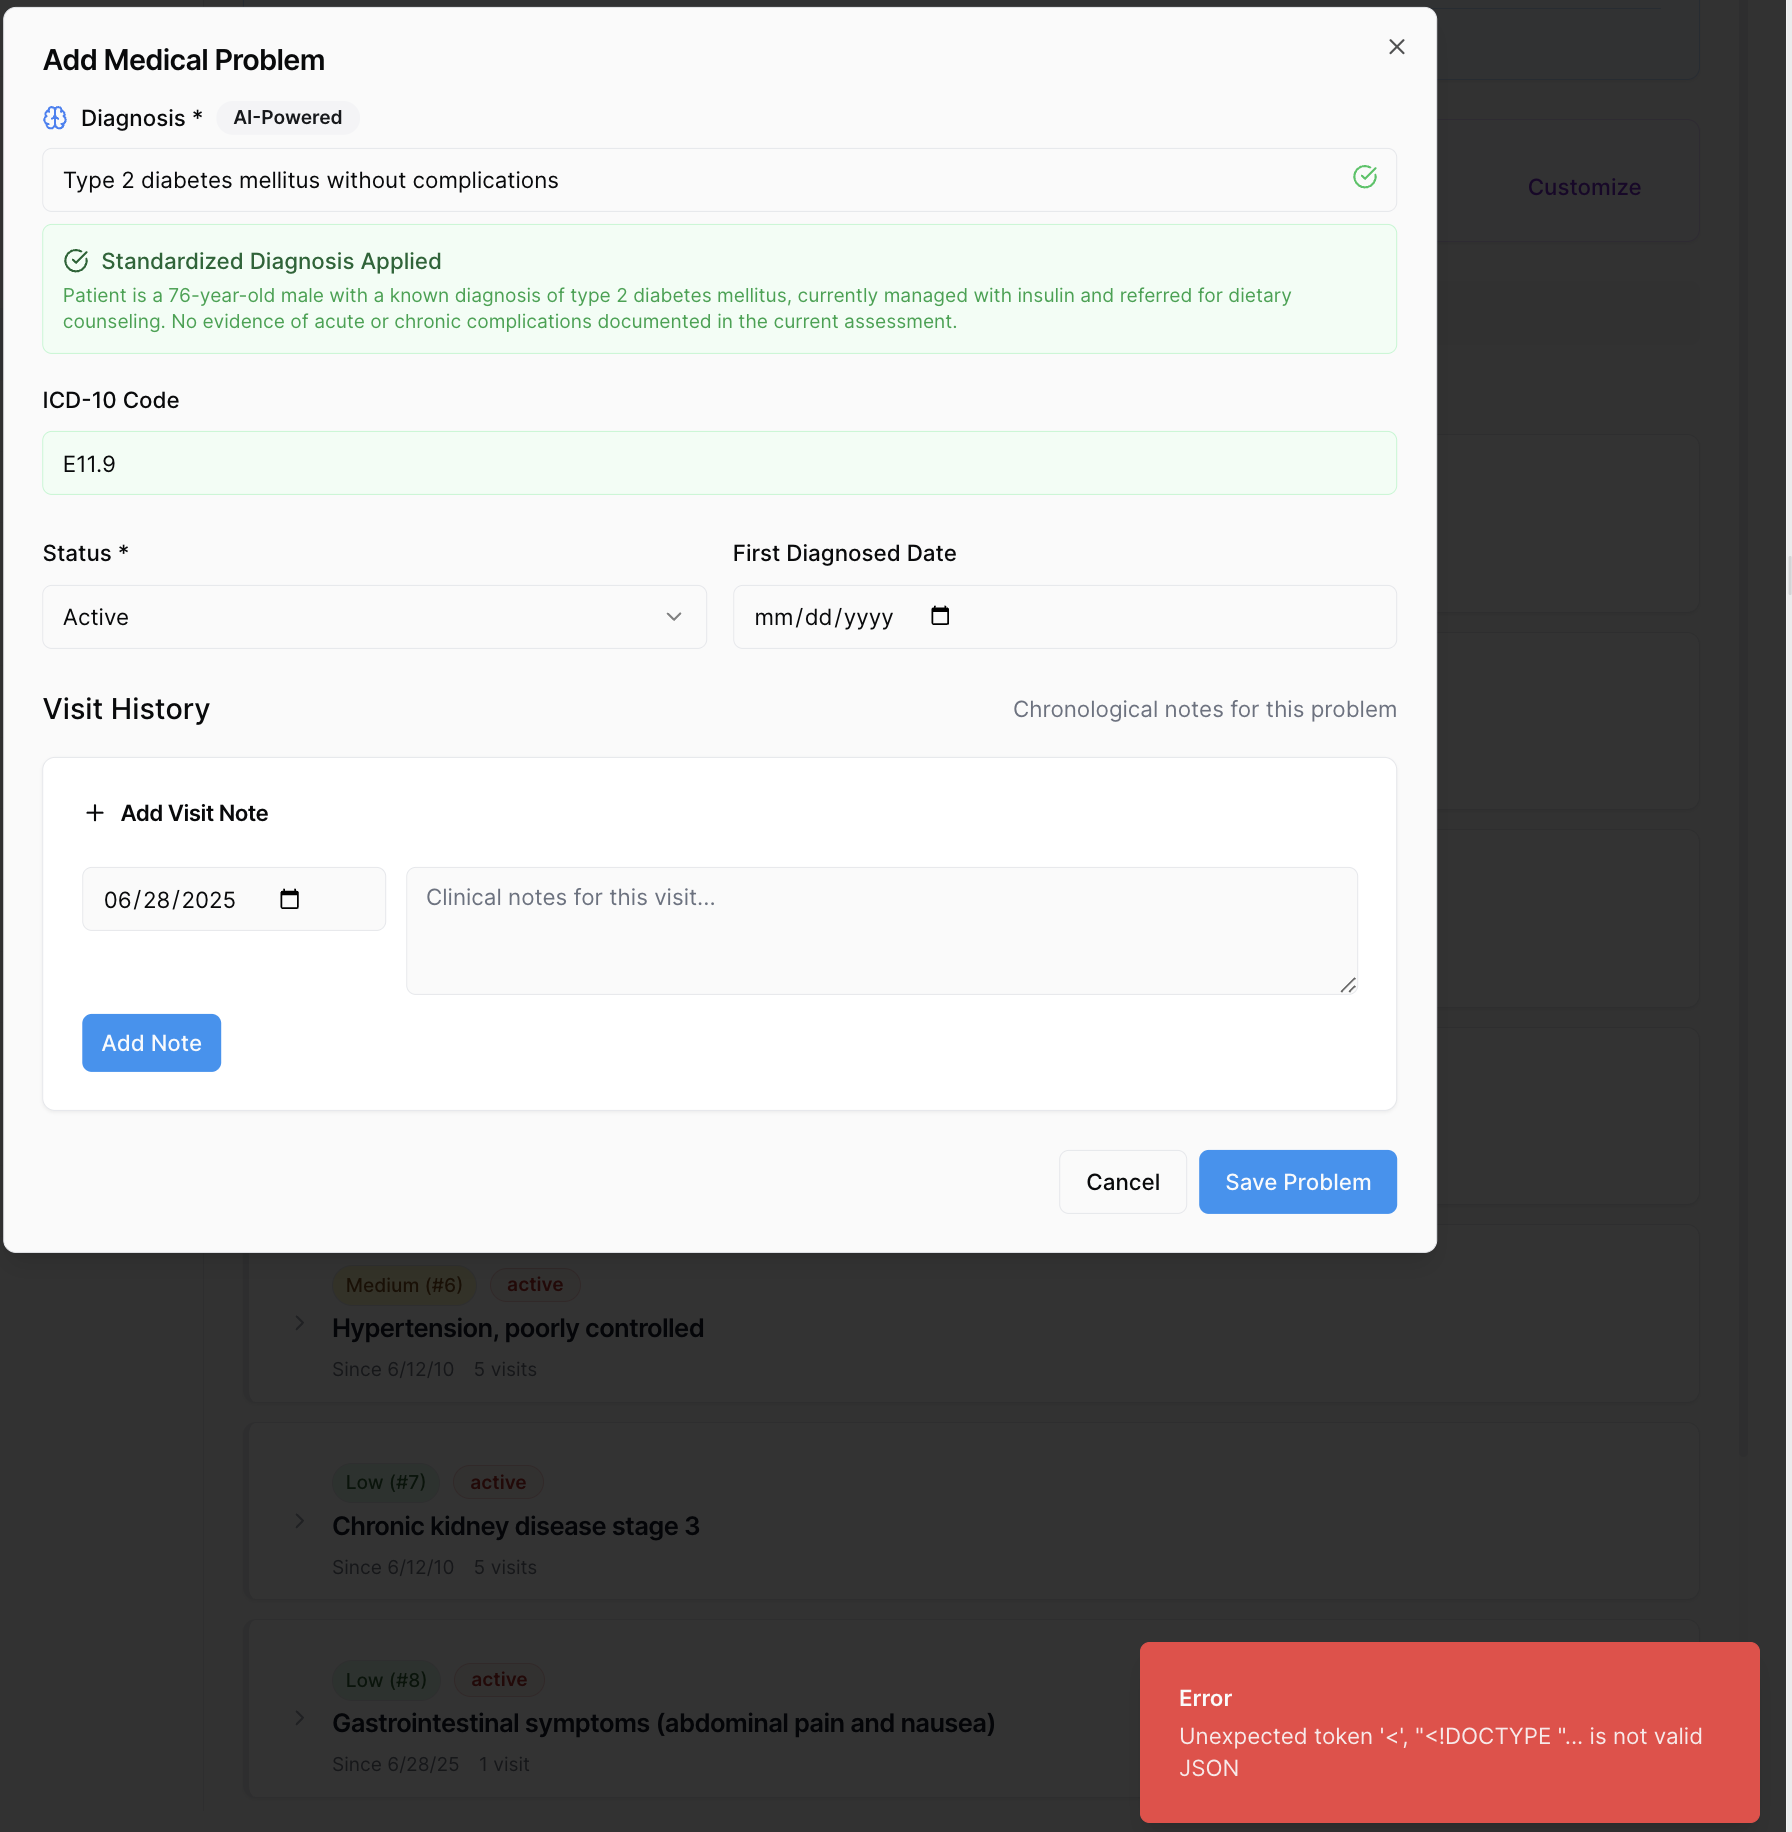 Add Medical Problem
Diagnosis * AI-Powered
Type 2 diabetes mellitus without complications
Standardized Diagnosis Applied
Patient is a 76-year-old male with a known diagnosis of type 2 diabetes mellitus, currently managed with insulin and referred for dietary
counseling. No evidence of acute or chronic complications documented in the current assessment.
ICD-10 Code
E11.9
Status * First Diagnosed Date
Active mm/dd/yyyy
Visit History Chronological notes for this problem
Add Visit Note
06/28/2025 Clinical notes for this visit...
Add Note
Cancel Save Problem
Customize
Medium (#6) active
Hypertension, poorly controlled
Since 6/12/10 5 visits
Low (#7) active
Chronic kidney disease stage 3
Since 6/12/10 5 visits
Low (#8) active
Gastrointestinal symptoms (abdominal pain and nausea)
Since 6/28/25 1 visit
Error
Unexpected token '<', "<!DOCTYPE "... is not valid
JSON